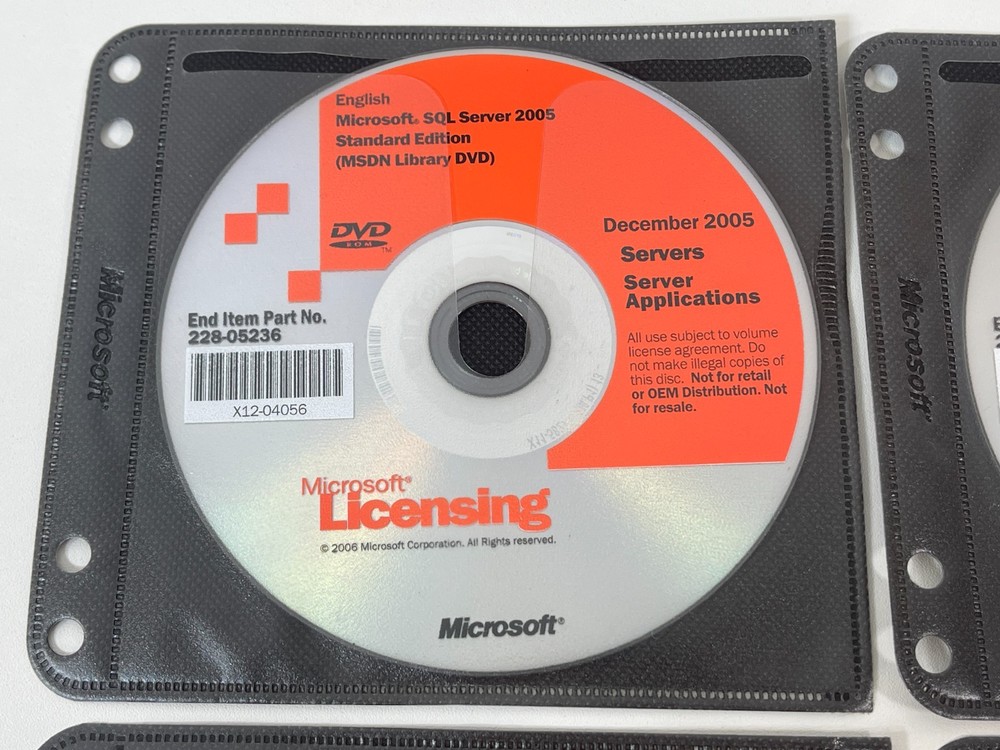 English
Microsoft® SQL Server 2005
Standard Edition
(MSDN Library DVD)
DVD
ROM
™
December 2005
Servers
Server
Applications
End Item Part No.
228-05236
X12-04056
All use subject to volume
license agreement. Do
not make illegal copies of
this disc. Not for retail
or OEM Distribution. Not
for resale.
Microsoft®
Licensing
© 2006 Microsoft Corporation. All Rights reserved.
Microsoft®
Microsoft
Microsoft